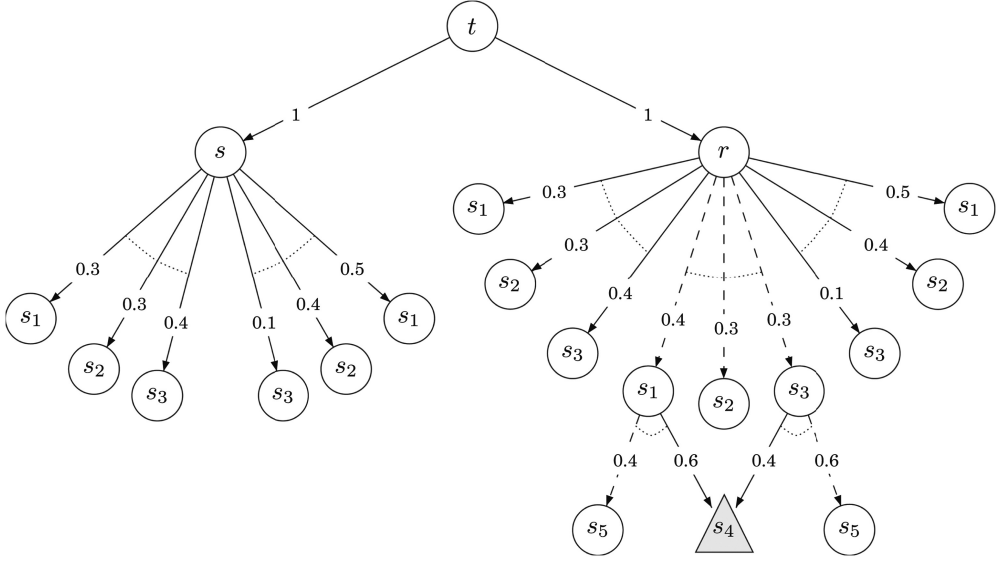 t
1 1
s r
0.3 0.5
s₁ s₁
0.3 0.5 0.3 0.4
0.3 0.4 s₂ s₂
0.4 0.1 0.4 0.1
s₁ s₁ 0.4 0.3 0.3
s₂ s₂ s₃ s₃
s₃ s₃ s₁ s₂ s₃
0.4 0.6 0.4 0.6
s₅ s₄ s₅